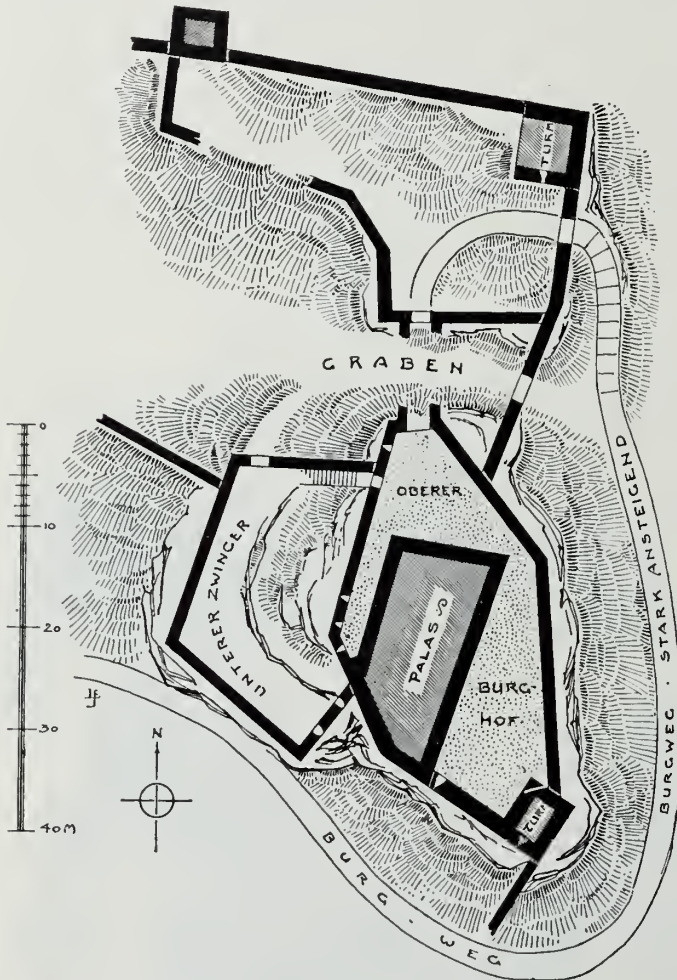 TURM
GRABEN
0
10
20
30
40M
OBERER
UNTERER ZWINGER
PALAS
BURG-
HOF.
TURM
N
BURGWEG · STARK ANSTEIGEND
BURG - WEG